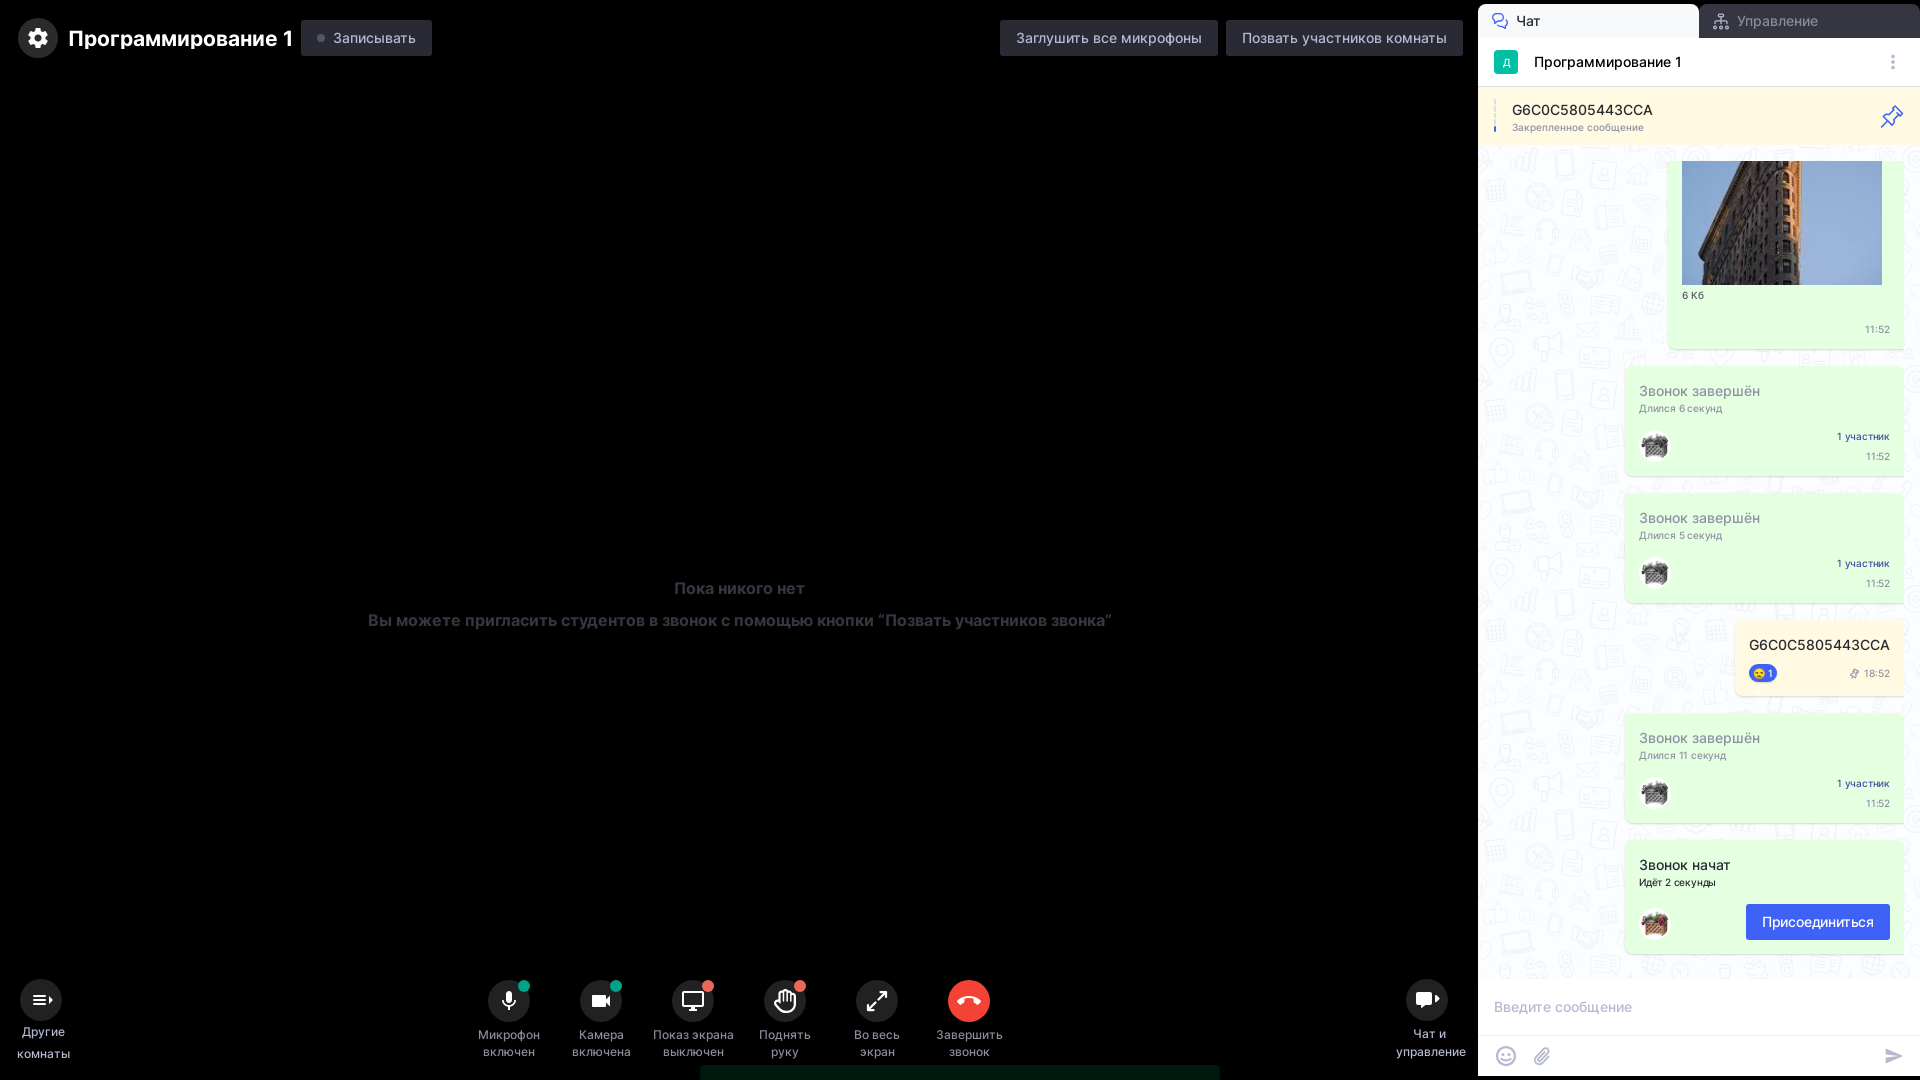 Программирование 1
Записывать
Заглушить все микрофоны
Позвать участников комнаты
Чат
Управление
Д
Программирование 1
G6C0C5805443CCA
Закрепленное сообщение
6 Кб
11:52
Звонок завершён
Длился 6 секунд
1 участник
11:52
Звонок завершён
Длился 5 секунд
1 участник
11:52
G6C0C5805443CCA
1
18:52
Звонок завершён
Длился 11 секунд
1 участник
11:52
Звонок начат
Идёт 2 секунды
Присоединиться
Пока никого нет
Вы можете пригласить студентов в звонок с помощью кнопки “Позвать участников звонка”
Другие
комнаты
Микрофон
включен
Камера
включена
Показ экрана
выключен
Поднять
руку
Во весь
экран
Завершить
звонок
Чат и
управление
Введите сообщение